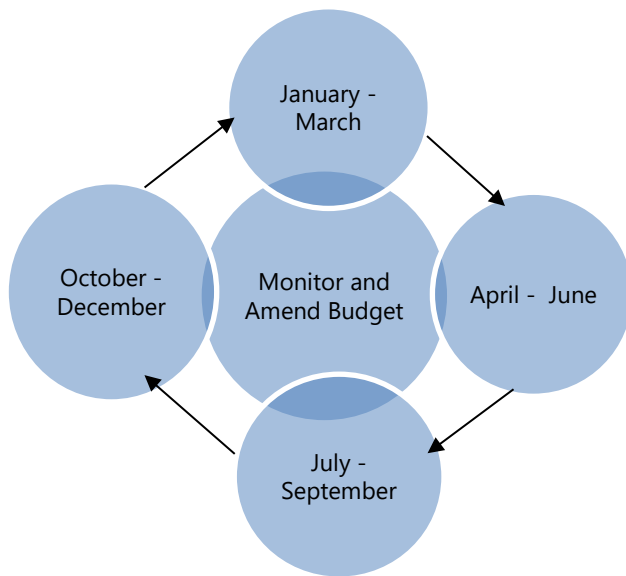 January -
March
October -
December
Monitor and
Amend Budget
April -  June
July -
September